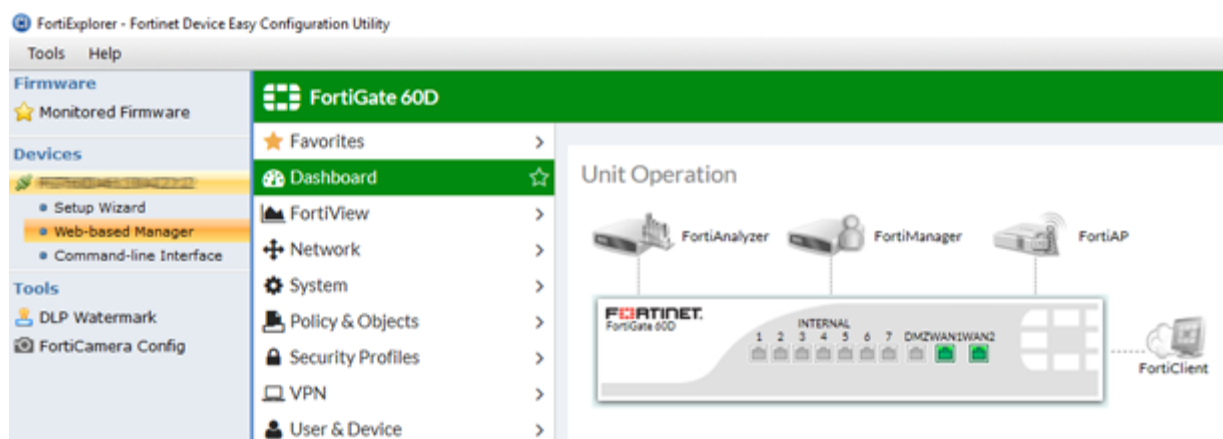 FortiExplorer - Fortinet Device Easy Configuration Utility
Tools Help
Firmware
Monitored Firmware
Devices
Setup Wizard
Web-based Manager
Command-line Interface
Tools
DLP Watermark
FortiCamera Config
FortiGate 60D
Favorites
Dashboard
FortiView
Network
System
Policy & Objects
Security Profiles
VPN
User & Device
Unit Operation
FortiAnalyzer FortiManager FortiAP
FORTINET.
FortiGate 60D
INTERNAL
1 2 3 4 5 6 7 DMZ WAN1 WAN2
FortiClient